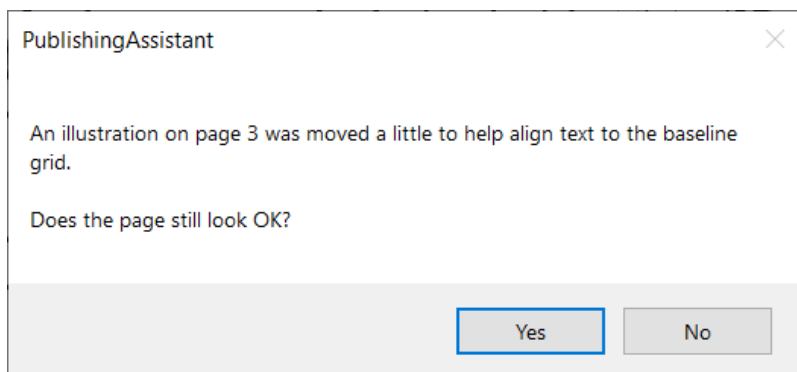 PublishingAssistant
An illustration on page 3 was moved a little to help align text to the baseline
grid.
Does the page still look OK?
Yes
No